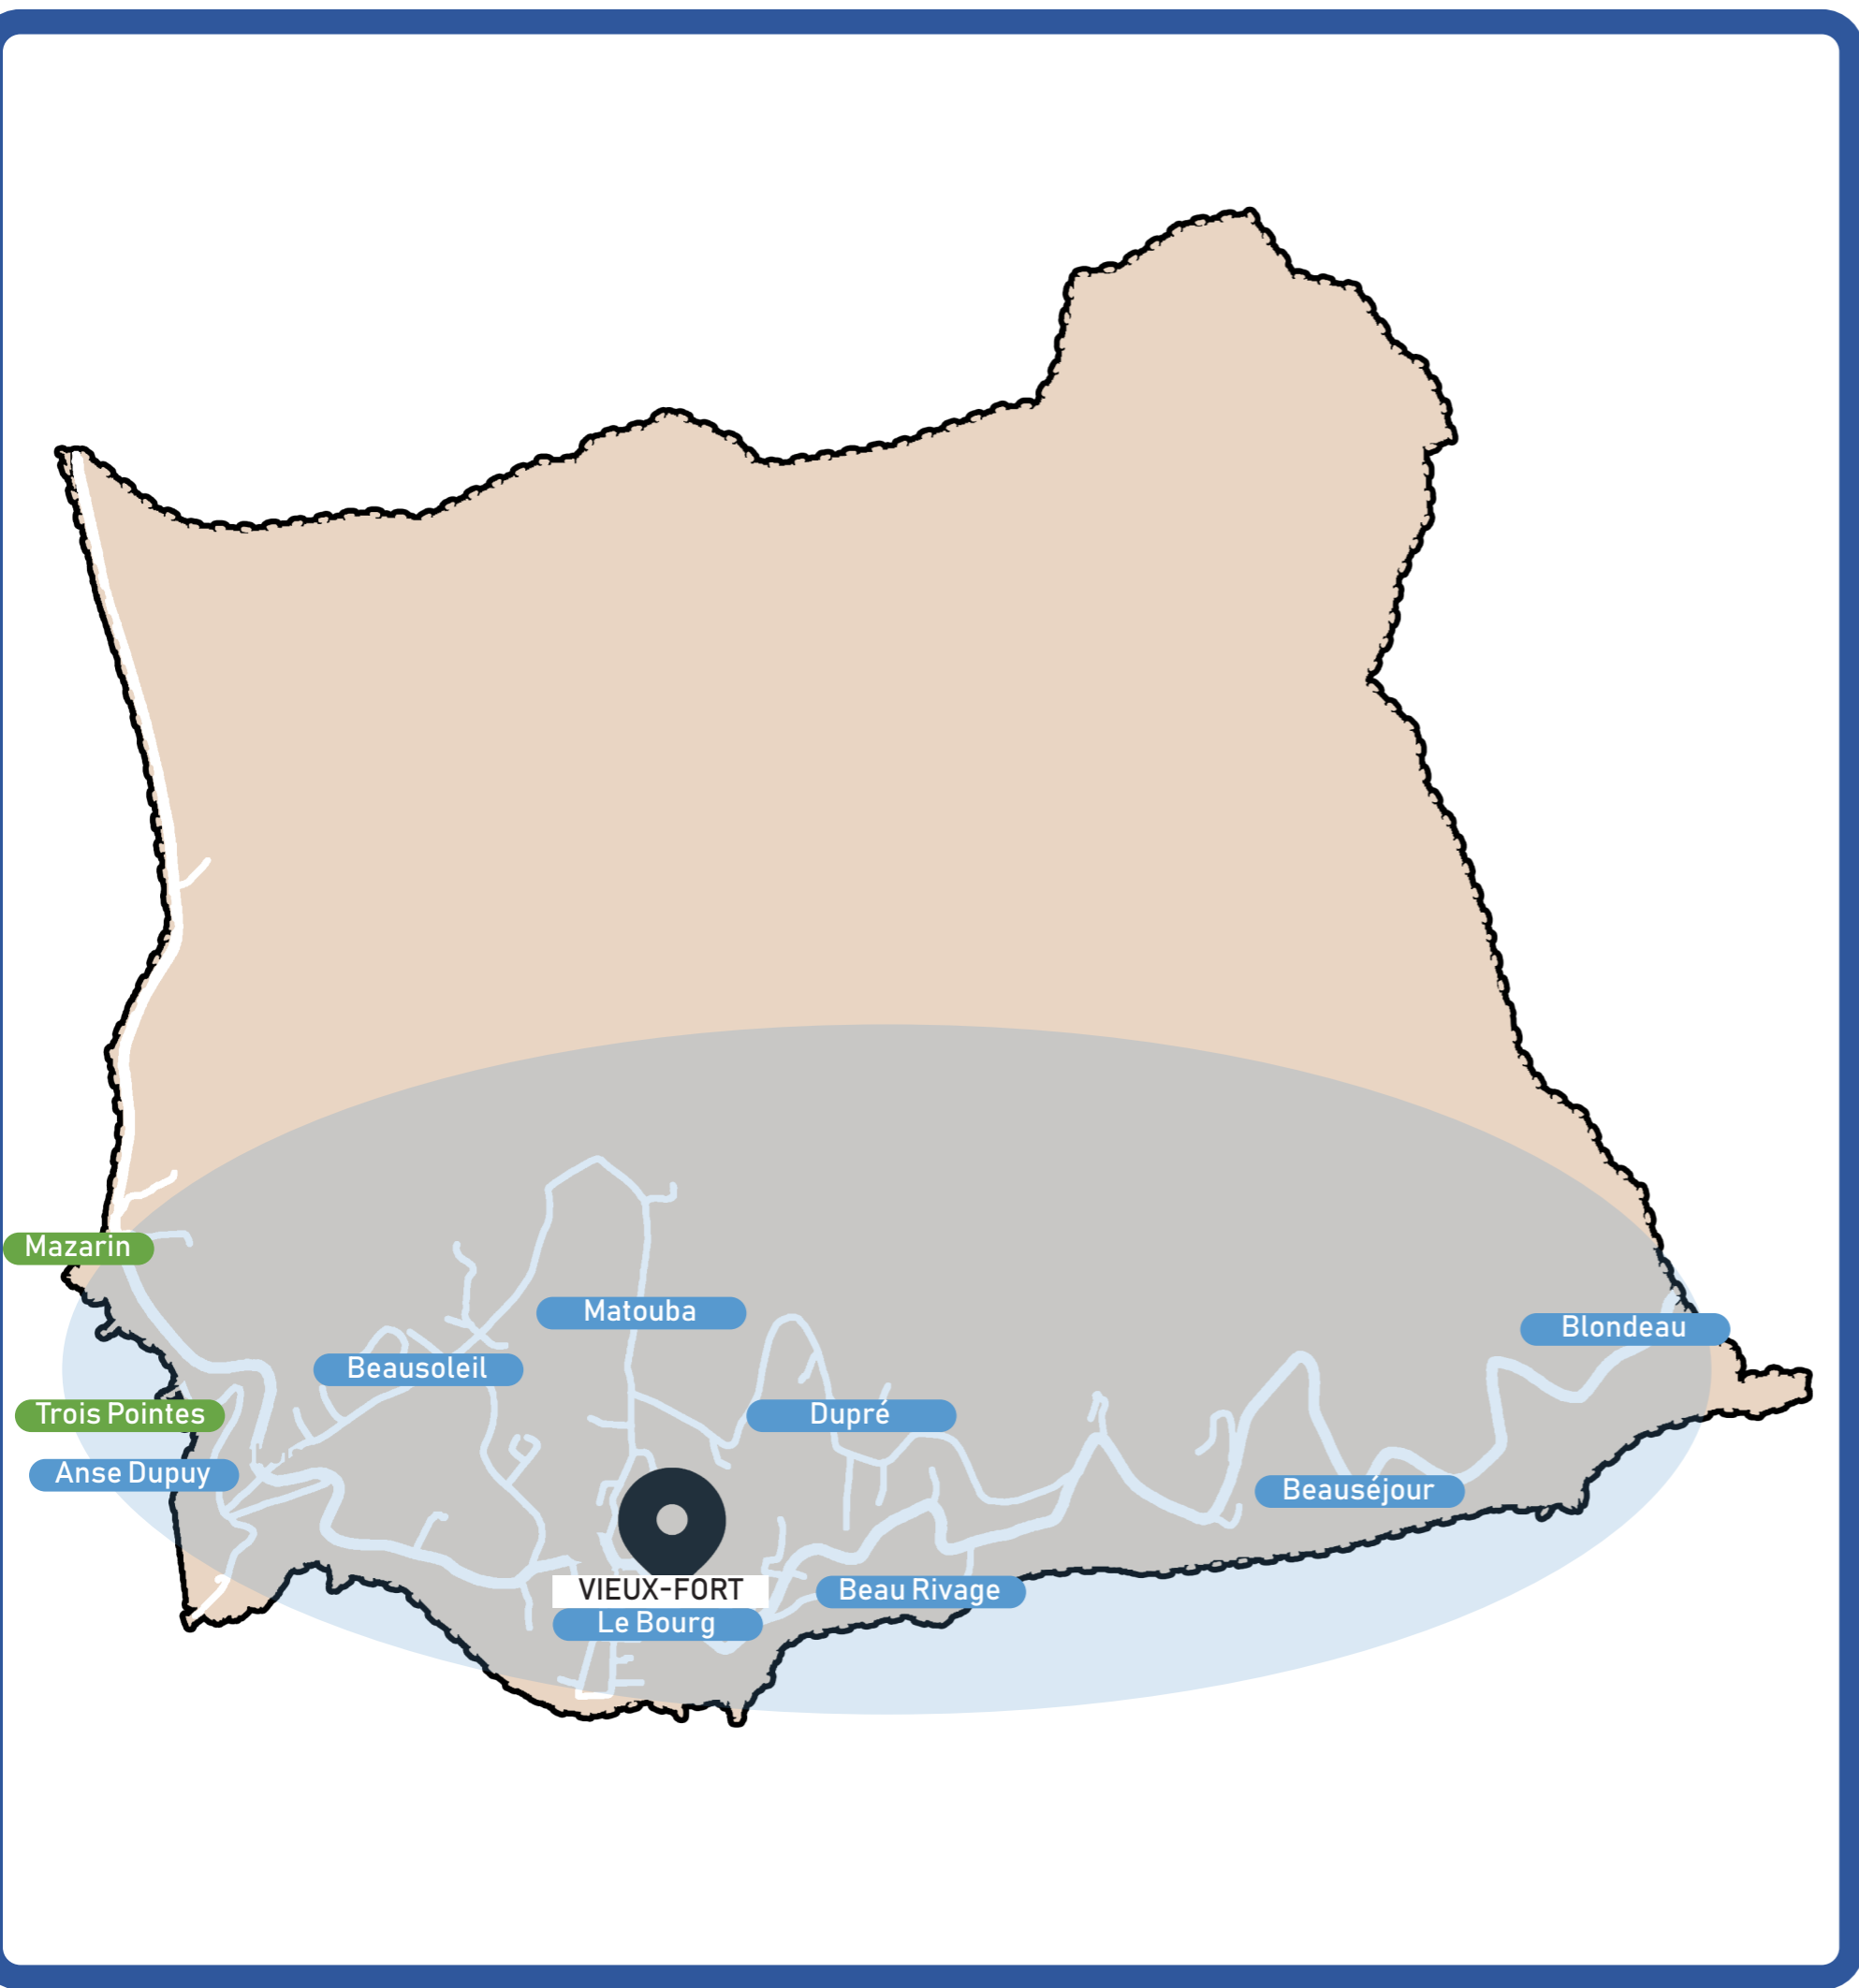 Mazarin
Matouba
Blondeau
Beausoleil
Trois Pointes
Dupré
Anse Dupuy
Beauséjour
VIEUX-FORT
Beau Rivage
Le Bourg